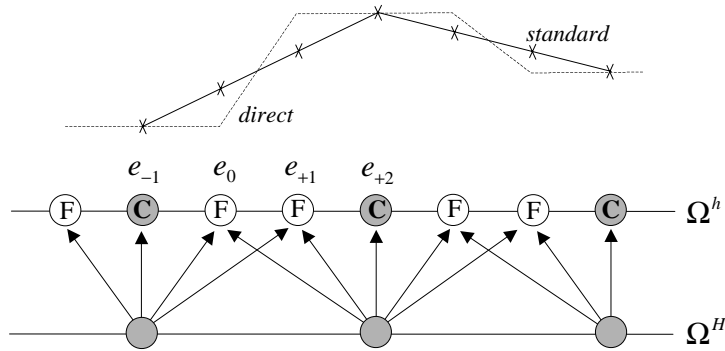 standard
direct
e₋₁ e₀ e₊₁ e₊₂
F C F F C F F C Ωʰ
Ωᴴ